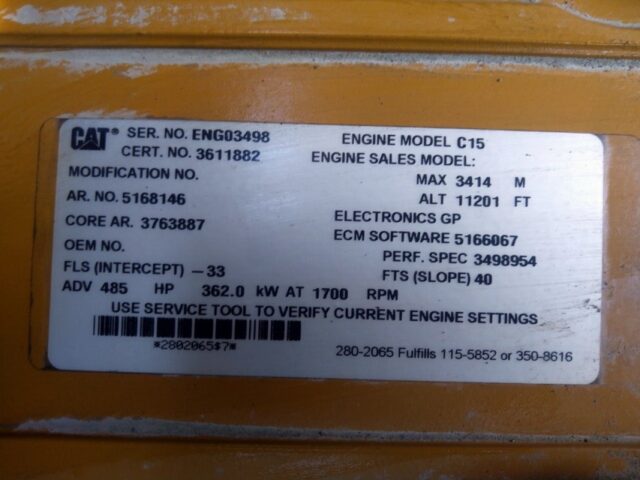 CAT® SER. NO. ENG03498 ENGINE MODEL C15
CERT. NO. 3611882 ENGINE SALES MODEL:
MODIFICATION NO. MAX 3414 M
AR. NO. 5168146 ALT 11201 FT
CORE AR. 3763887 ELECTRONICS GP
ECM SOFTWARE 5166067
OEM NO. PERF. SPEC 3498954
FLS (INTERCEPT) -33 FTS (SLOPE) 40
ADV 485 HP 362.0 kW AT 1700 RPM
USE SERVICE TOOL TO VERIFY CURRENT ENGINE SETTINGS
*2802065$7*
280-2065 Fulfills 115-5852 or 350-8616